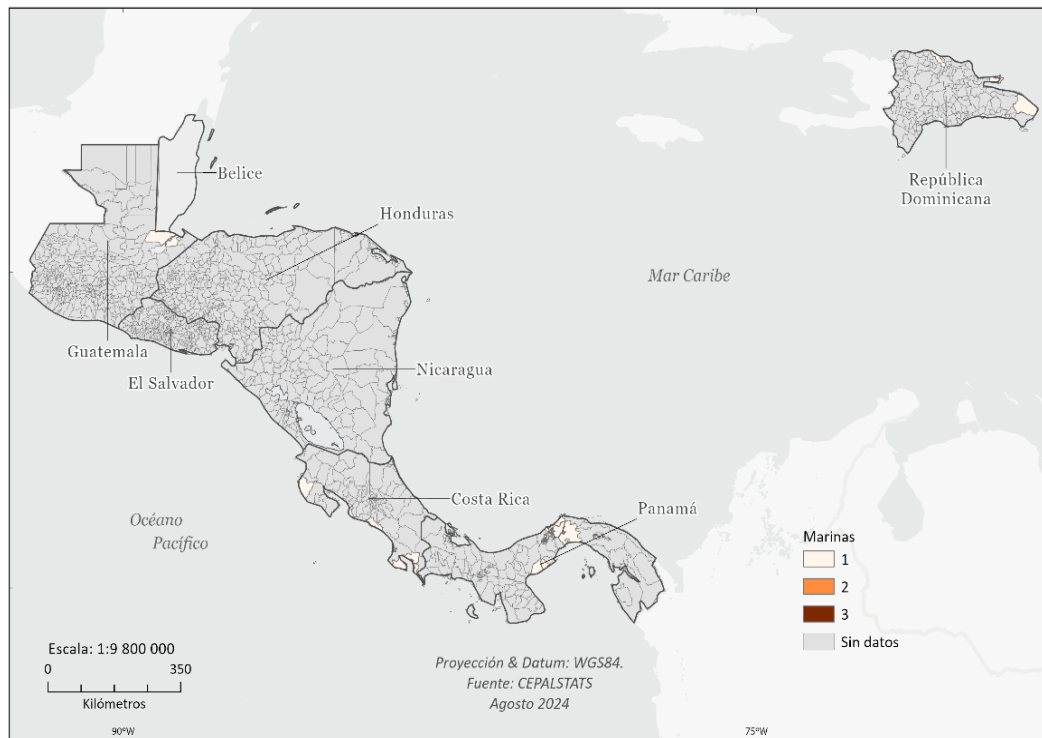 Belice
Honduras
República
Dominicana
Mar Caribe
Guatemala
El Salvador
Nicaragua
Costa Rica
Panamá
Océano
Pacífico
Marinas
1
2
3
Sin datos
Escala: 1:9 800 000
0 350
Kilómetros
Proyección & Datum: WGS84.
Fuente: CEPALSTATS
Agosto 2024
90°W 75°W